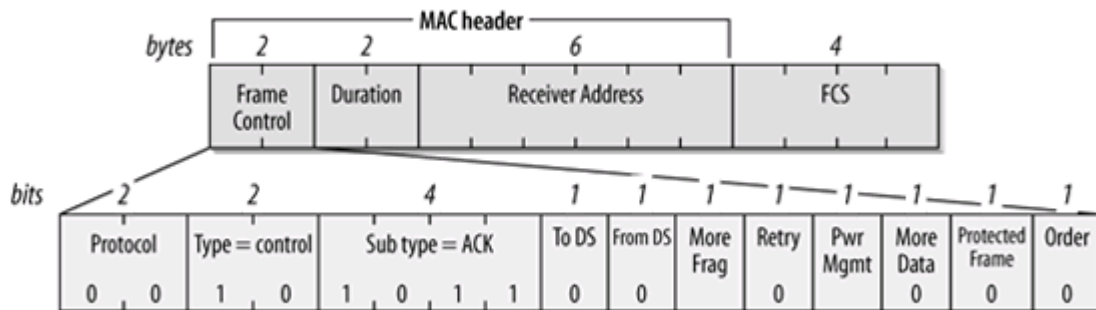 MAC header
bytes 2 2 6 4
Frame Control Duration Receiver Address FCS
bits 2 2 4 1 1 1 1 1 1 1 1
Protocol Type = control Sub type = ACK To DS From DS More Frag Retry Pwr Mgmt More Data Protected Frame Order
0 0 1 0 1 0 1 1 0 0 0 0 0 0